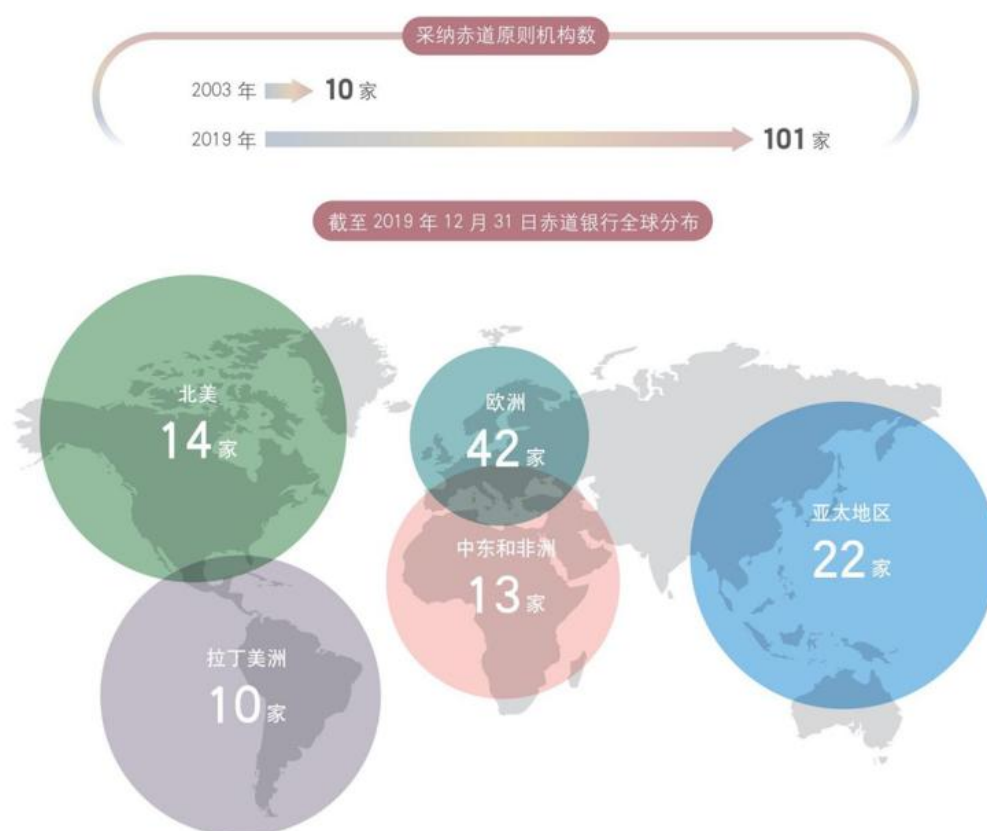 采纳赤道原则机构数
2003 年 10 家
2019 年 101 家
截至 2019 年 12 月 31 日赤道银行全球分布
北美
14 家
欧洲
42 家
亚太地区
22 家
中东和非洲
13 家
拉丁美洲
10 家